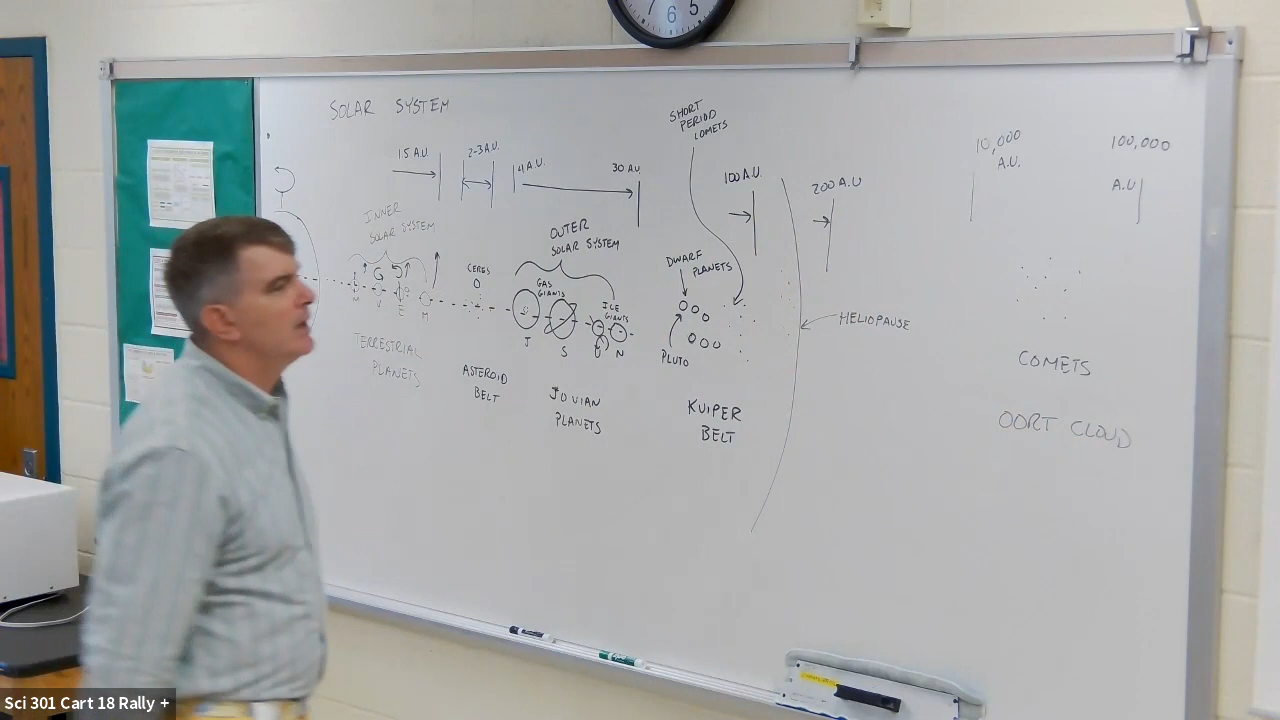 7 6 5
SOLAR SYSTEM
SHORT
PERIOD
COMETS
1.5 A.U.
2-3 A.U.
4 A.U.
30 A.U.
100 A.U.
200 A.U
10,000
A.U.
100,000
A.U
INNER
SOLAR SYSTEM
OUTER
SOLAR SYSTEM
CERES
GAS
GIANTS
ICE
GIANTS
DWARF
PLANETS
M V E M
J S U N
PLUTO
HELIOPAUSE
TERRESTRIAL
PLANETS
ASTEROID
BELT
JOVIAN
PLANETS
KUIPER
BELT
COMETS
OORT CLOUD
Sci 301 Cart 18 Rally +